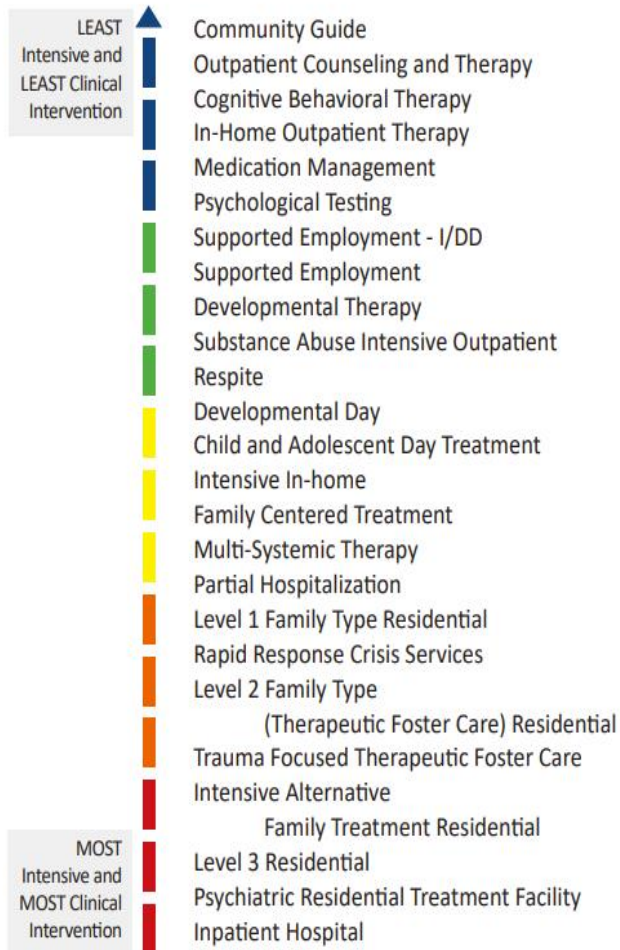 LEAST
Intensive and
LEAST Clinical
Intervention
Community Guide
Outpatient Counseling and Therapy
Cognitive Behavioral Therapy
In-Home Outpatient Therapy
Medication Management
Psychological Testing
Supported Employment - I/DD
Supported Employment
Developmental Therapy
Substance Abuse Intensive Outpatient
Respite
Developmental Day
Child and Adolescent Day Treatment
Intensive In-home
Family Centered Treatment
Multi-Systemic Therapy
Partial Hospitalization
Level 1 Family Type Residential
Rapid Response Crisis Services
Level 2 Family Type
(Therapeutic Foster Care) Residential
Trauma Focused Therapeutic Foster Care
Intensive Alternative
Family Treatment Residential
Level 3 Residential
Psychiatric Residential Treatment Facility
Inpatient Hospital
MOST
Intensive and
MOST Clinical
Intervention